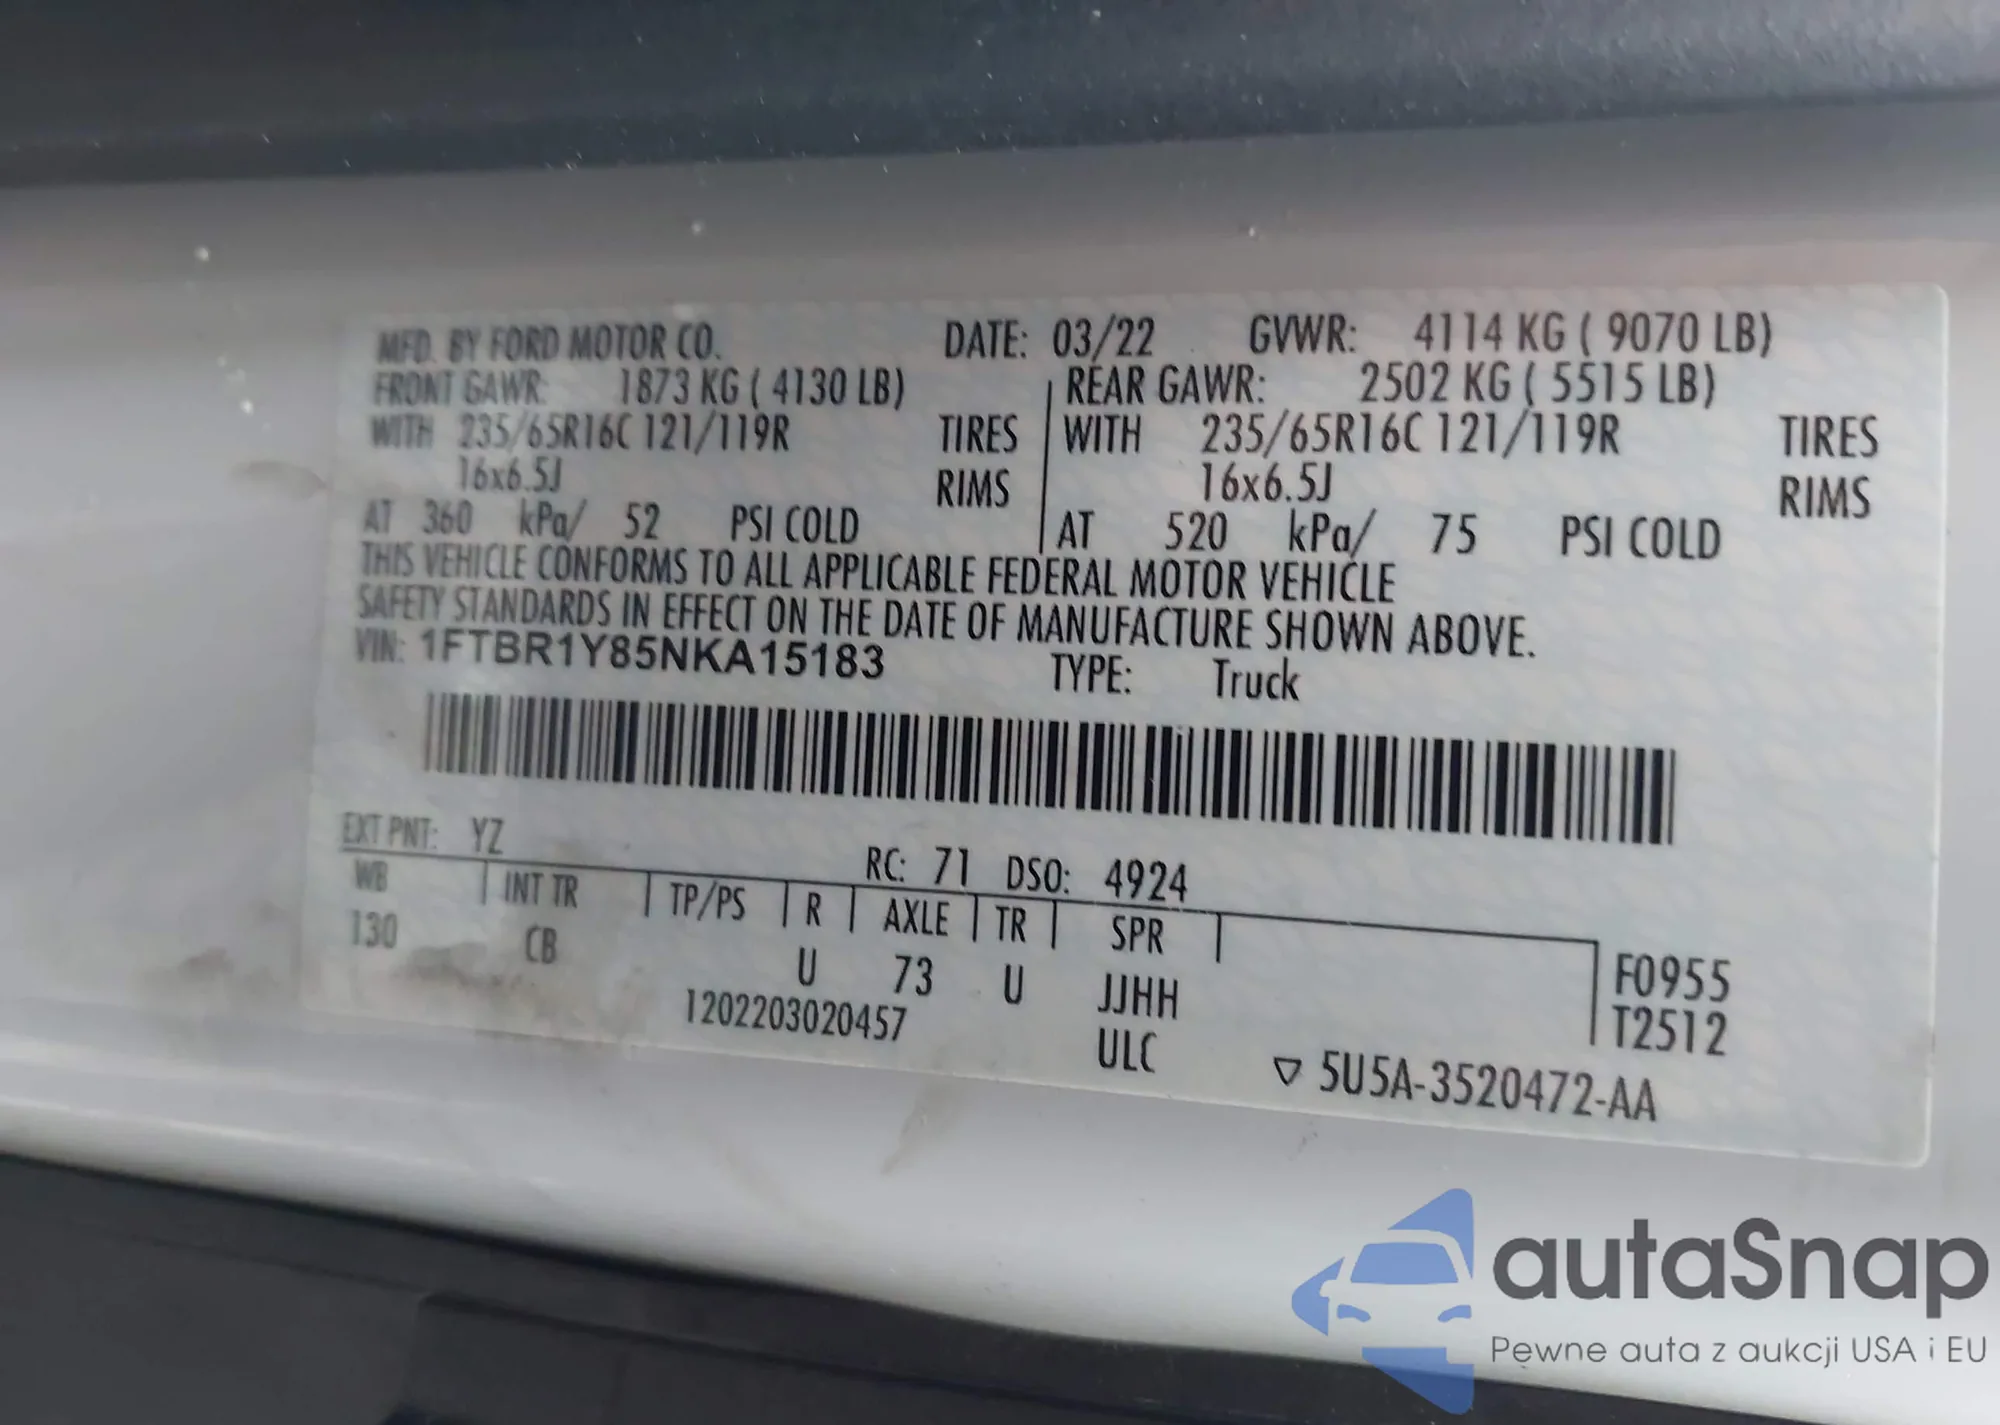 MFD. BY FORD MOTOR CO. DATE: 03/22 GVWR: 4114 KG ( 9070 LB)
FRONT GAWR: 1873 KG ( 4130 LB) REAR GAWR: 2502 KG ( 5515 LB)
WITH 235/65R16C 121/119R TIRES WITH 235/65R16C 121/119R TIRES
16x6.5J RIMS 16x6.5J RIMS
AT 360 kPa/ 52 PSI COLD AT 520 kPa/ 75 PSI COLD
THIS VEHICLE CONFORMS TO ALL APPLICABLE FEDERAL MOTOR VEHICLE
SAFETY STANDARDS IN EFFECT ON THE DATE OF MANUFACTURE SHOWN ABOVE.
VIN: 1FTBR1Y85NKA15183 TYPE: Truck
EXT PNT: YZ RC: 71 DSO: 4924
WB INT TR TP/PS R AXLE TR SPR
130 CB U 73 U JJHH F0955
1202203020457 ULC T2512
▽ 5U5A-3520472-AA
autaSnap
Pewne auta z aukcji USA i EU